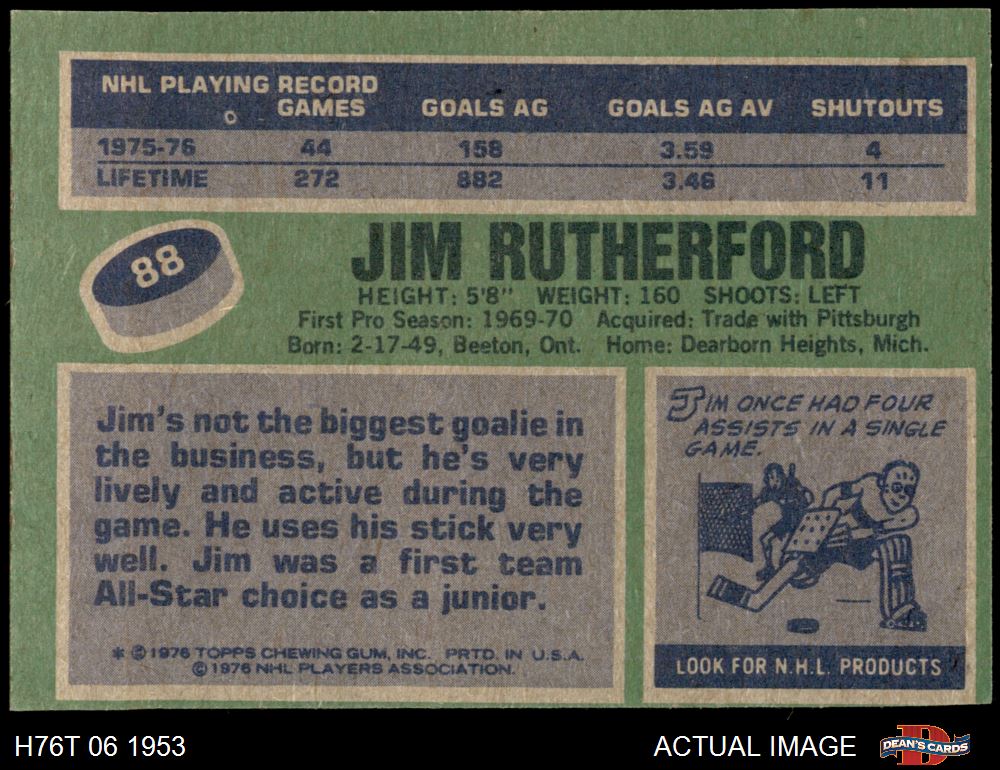 NHL PLAYING RECORD
GAMES GOALS AG GOALS AG AV SHUTOUTS
1975-76 44 158 3.59 4
LIFETIME 272 882 3.46 11
88
JIM RUTHERFORD
HEIGHT: 5'8" WEIGHT: 160 SHOOTS: LEFT
First Pro Season: 1969-70 Acquired: Trade with Pittsburgh
Born: 2-17-49, Beeton, Ont. Home: Dearborn Heights, Mich.
Jim's not the biggest goalie in
the business, but he's very
lively and active during the
game. He uses his stick very
well. Jim was a first team
All-Star choice as a junior.
* © 1976 TOPPS CHEWING GUM, INC. PRTD. IN U.S.A.
© 1976 NHL PLAYERS ASSOCIATION.
JIM ONCE HAD FOUR
ASSISTS IN A SINGLE
GAME.
LOOK FOR N.H.L. PRODUCTS
H76T 06 1953
ACTUAL IMAGE
D
DEAN'S CARDS